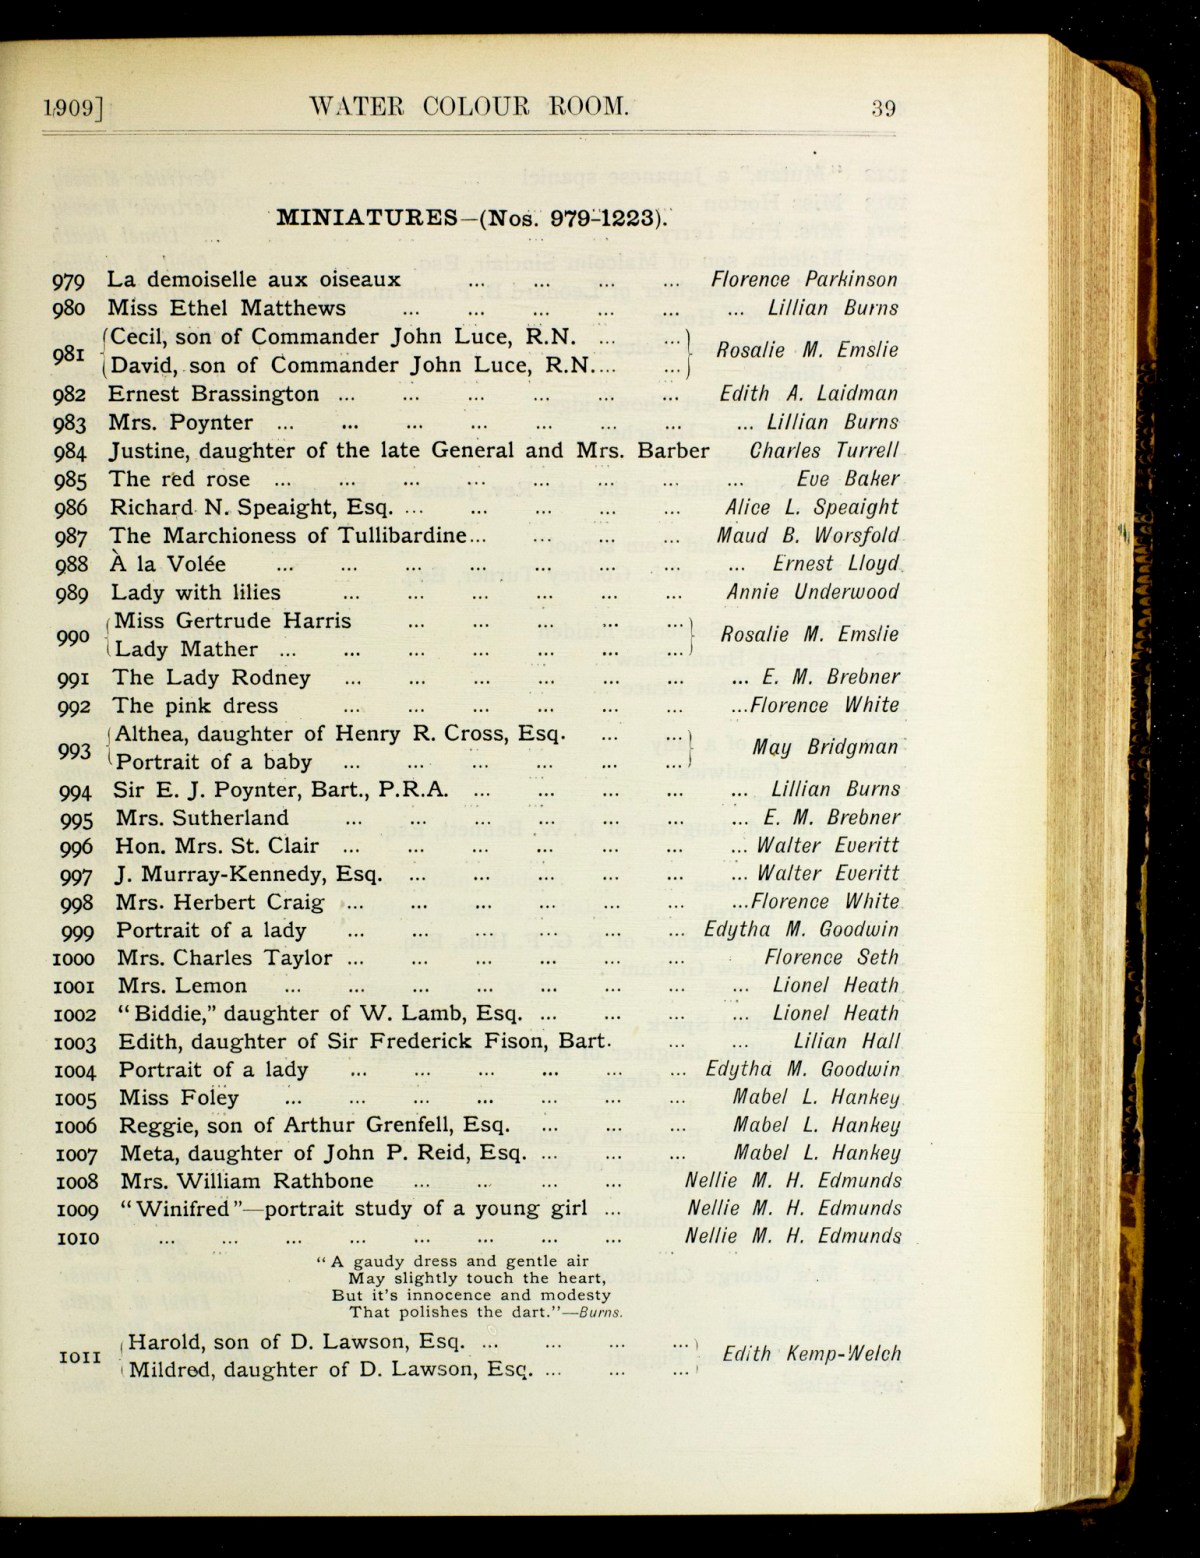 1909] WATER COLOUR ROOM. 39
MINIATURES—(Nos. 979-1223).
979 La demoiselle aux oiseaux ... ... ... ... Florence Parkinson
980 Miss Ethel Matthews ... ... ... ... ... ... Lillian Burns
981 {Cecil, son of Commander John Luce, R.N. ... ...} Rosalie M. Emslie
{David, son of Commander John Luce, R.N.... ...}
982 Ernest Brassington ... ... ... ... ... ... Edith A. Laidman
983 Mrs. Poynter ... ... ... ... ... ... ... ... Lillian Burns
984 Justine, daughter of the late General and Mrs. Barber Charles Turrell
985 The red rose ... ... ... ... ... ... ... ... Eve Baker
986 Richard N. Speaight, Esq. ... ... ... ... ... Alice L. Speaight
987 The Marchioness of Tullibardine... ... ... ... Maud B. Worsfold
988 À la Volée ... ... ... ... ... ... ... ... Ernest Lloyd
989 Lady with lilies ... ... ... ... ... ... Annie Underwood
990 {Miss Gertrude Harris ... ... ... ... ...} Rosalie M. Emslie
{Lady Mather ... ... ... ... ... ... ...}
991 The Lady Rodney ... ... ... ... ... ... ... E. M. Brebner
992 The pink dress ... ... ... ... ... ... ...Florence White
993 {Althea, daughter of Henry R. Cross, Esq. ... ...} May Bridgman
{Portrait of a baby ... ... ... ... ... ...}
994 Sir E. J. Poynter, Bart., P.R.A. ... ... ... ... ... Lillian Burns
995 Mrs. Sutherland ... ... ... ... ... ... ... E. M. Brebner
996 Hon. Mrs. St. Clair ... ... ... ... ... ... ... Walter Everitt
997 J. Murray-Kennedy, Esq. ... ... ... ... ... ... Walter Everitt
998 Mrs. Herbert Craig ... ... ... ... ... ... ...Florence White
999 Portrait of a lady ... ... ... ... ... ... Edytha M. Goodwin
1000 Mrs. Charles Taylor ... ... ... ... ... ... Florence Seth
1001 Mrs. Lemon ... ... ... ... ... ... ... ... Lionel Heath
1002 "Biddie," daughter of W. Lamb, Esq. ... ... ... ... Lionel Heath
1003 Edith, daughter of Sir Frederick Fison, Bart. ... ... Lilian Hall
1004 Portrait of a lady ... ... ... ... ... ... Edytha M. Goodwin
1005 Miss Foley ... ... ... ... ... ... ... Mabel L. Hankey
1006 Reggie, son of Arthur Grenfell, Esq. ... ... ... Mabel L. Hankey
1007 Meta, daughter of John P. Reid, Esq. ... ... ... Mabel L. Hankey
1008 Mrs. William Rathbone ... ... ... ... Nellie M. H. Edmunds
1009 "Winifred"—portrait study of a young girl ... Nellie M. H. Edmunds
1010 ... ... ... ... ... ... ... ... Nellie M. H. Edmunds
"A gaudy dress and gentle air
May slightly touch the heart,
But it's innocence and modesty
That polishes the dart."—Burns.
1011 {Harold, son of D. Lawson, Esq. ... ... ... ...} Edith Kemp-Welch
{Mildred, daughter of D. Lawson, Esq. ... ... ...}